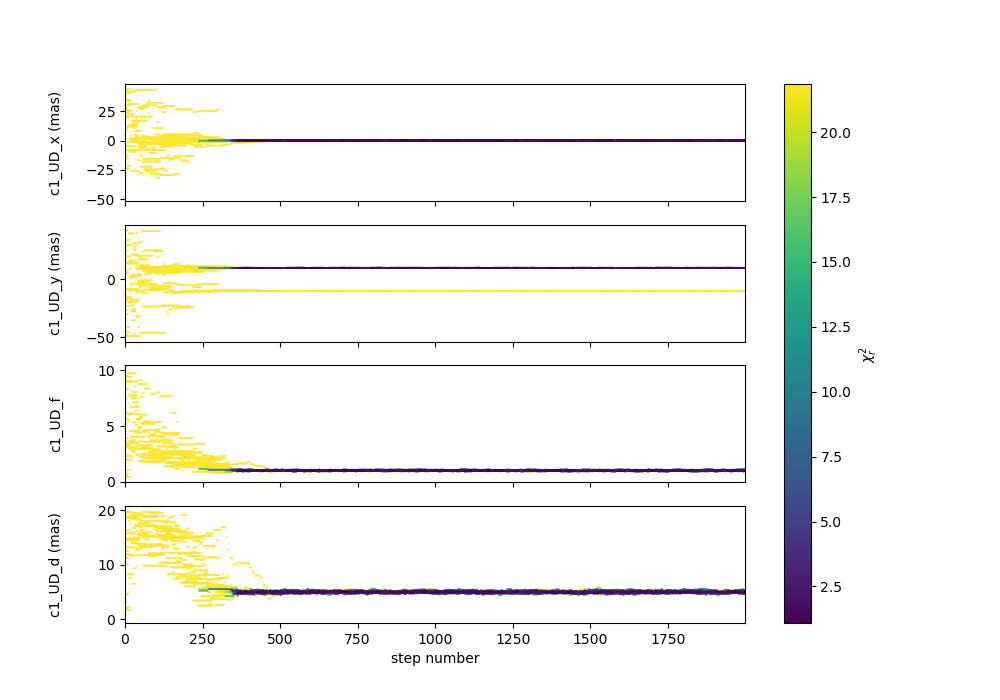 c1_UD_x (mas)
25
0
−25
−50
c1_UD_y (mas)
0
−50
c1_UD_f
10
5
0
c1_UD_d (mas)
20
10
0
0 250 500 750 1000 1250 1500 1750
step number
20.0
17.5
15.0
12.5
10.0
7.5
5.0
2.5
χ²ᵣ